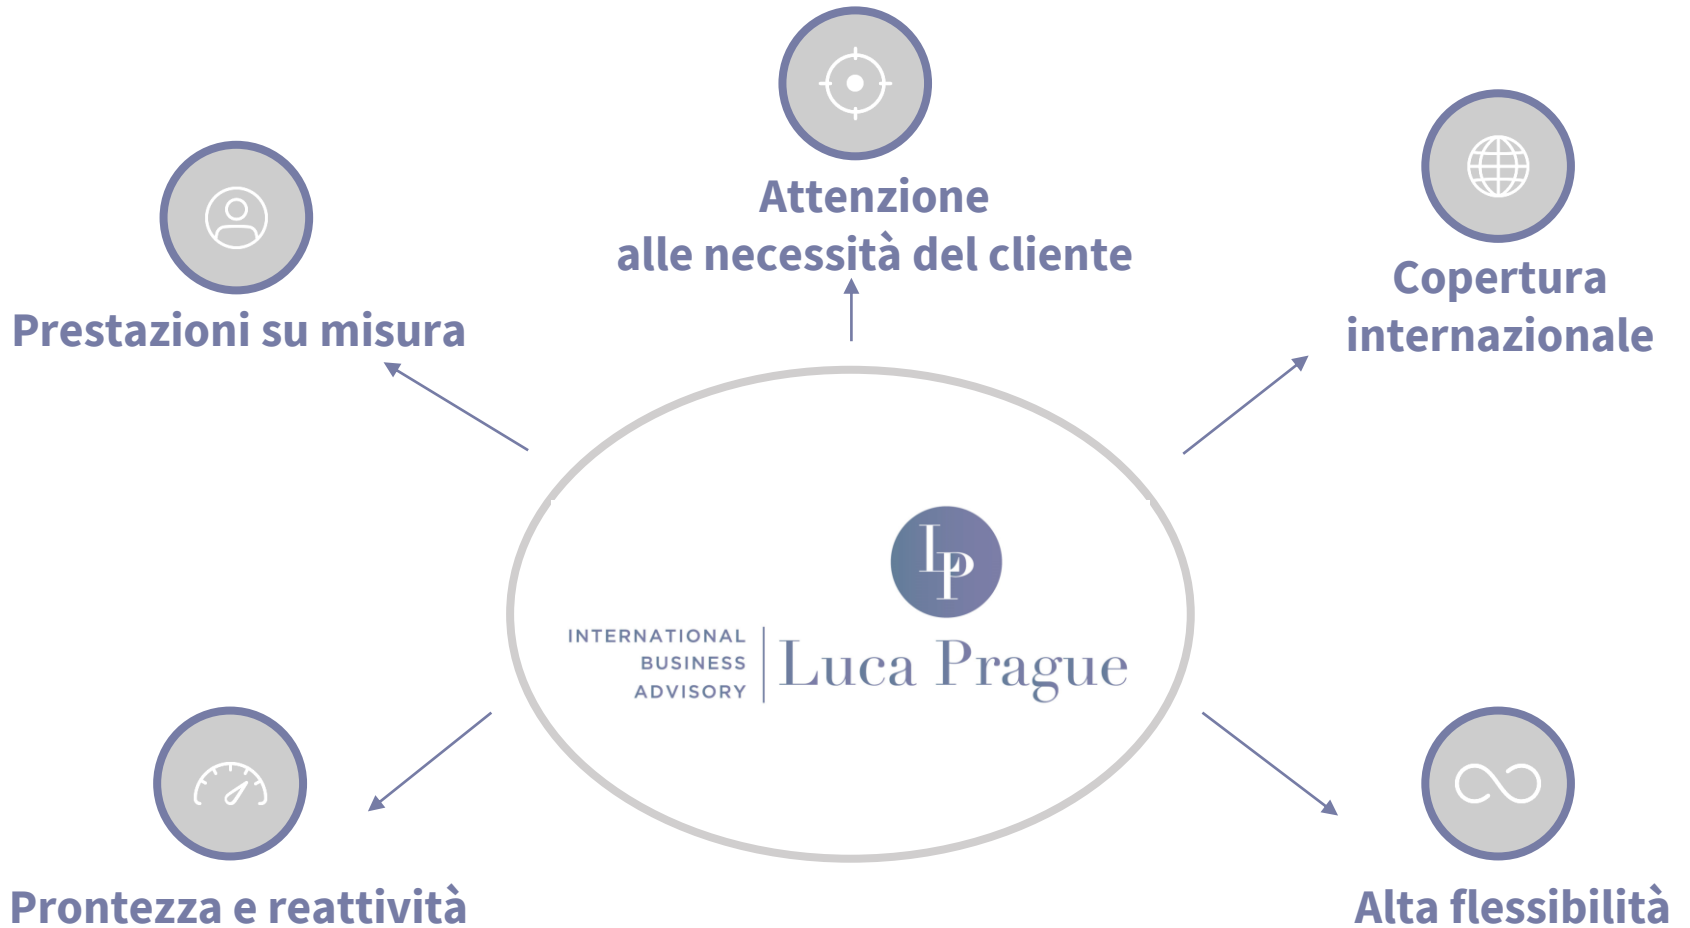 Attenzione
alle necessità del cliente
Prestazioni su misura
Copertura
internazionale
LP
INTERNATIONAL
BUSINESS
ADVISORY
Luca Prague
Prontezza e reattività
Alta flessibilità